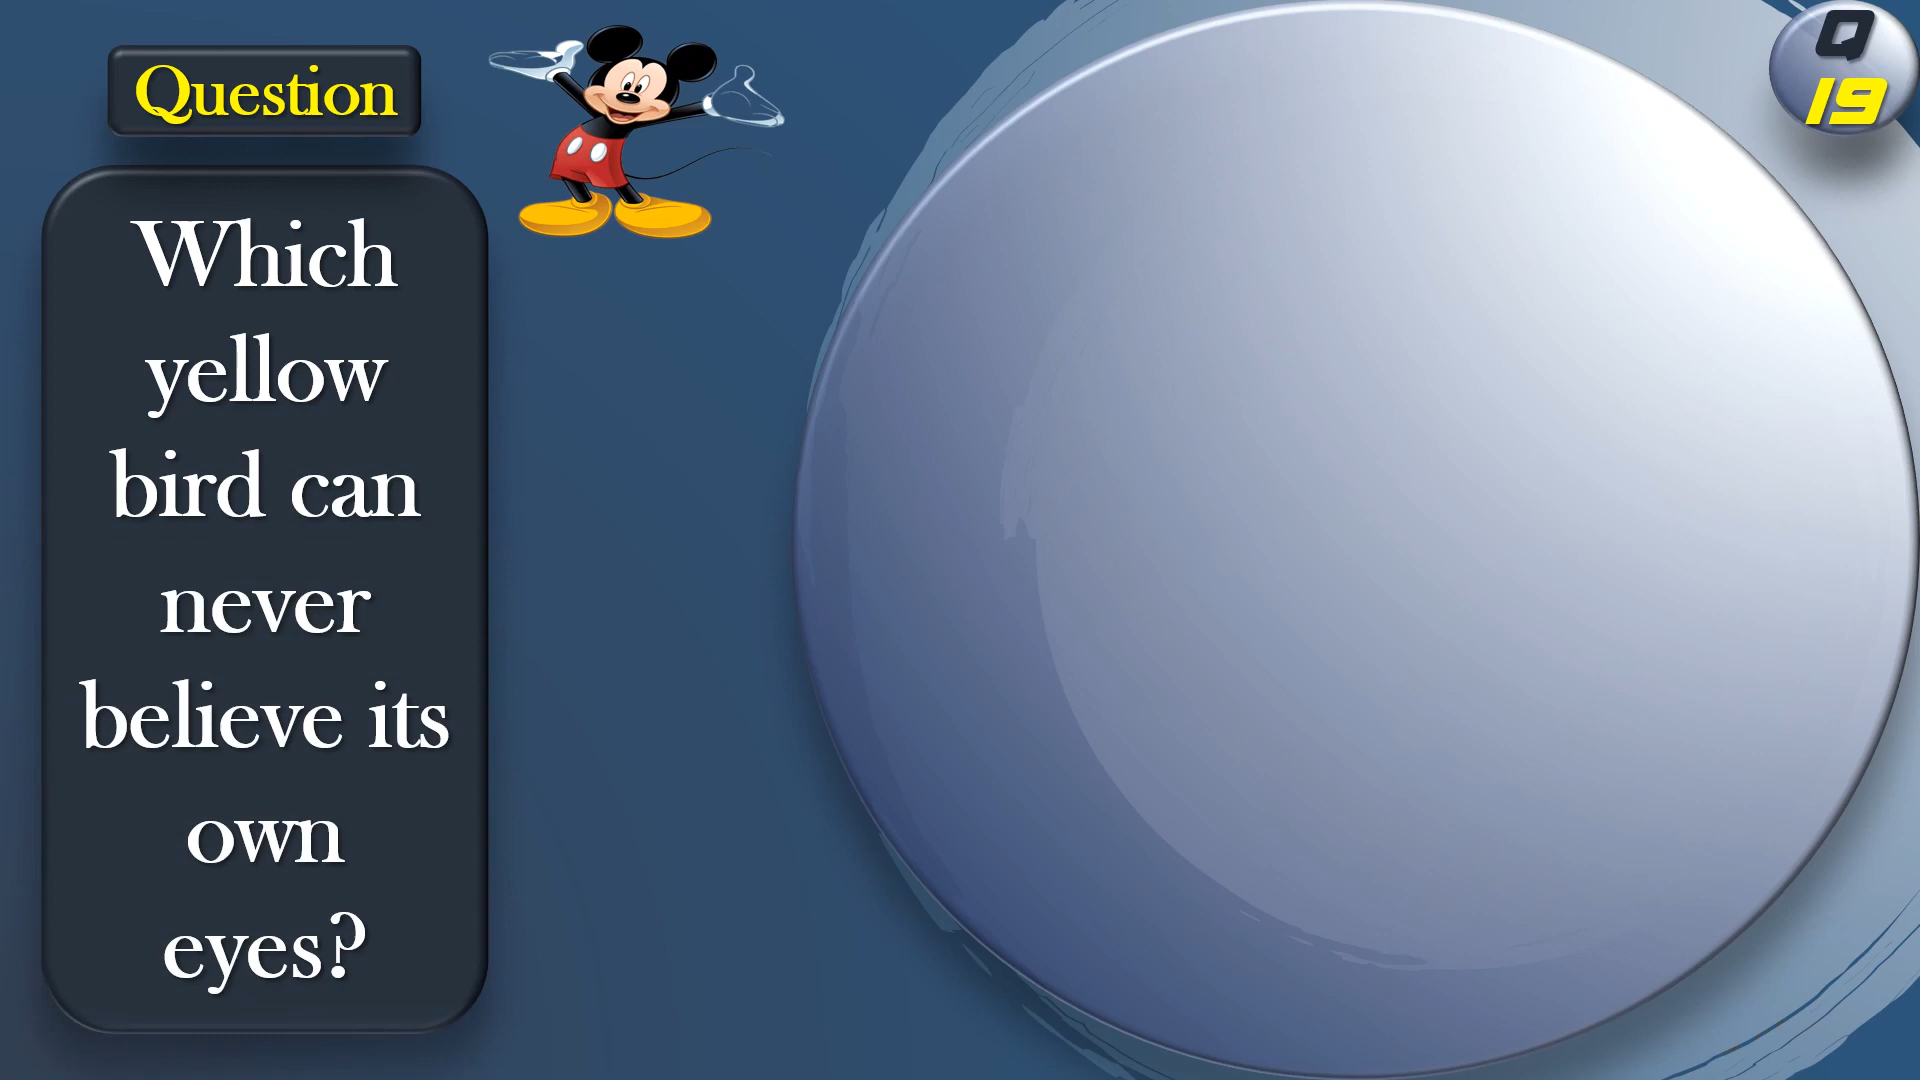 Question
Q
19
Which
yellow
bird can
never
believe its
own
eyes?